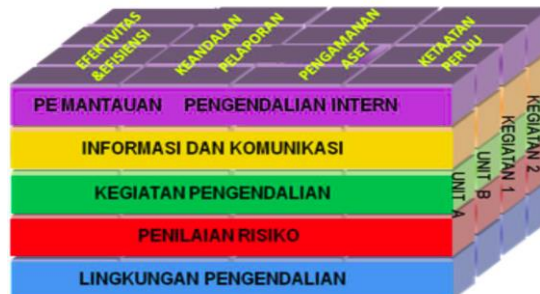 EFEKTIVITAS
&EFISIENSI
KEANDALAN
PELAPORAN
PENGAMANAN
ASET
KETAATAN
PER UU
PEMANTAUAN PENGENDALIAN INTERN
INFORMASI DAN KOMUNIKASI
KEGIATAN PENGENDALIAN
PENILAIAN RISIKO
LINGKUNGAN PENGENDALIAN
UNIT A
UNIT B
KEGIATAN 1
KEGIATAN 2